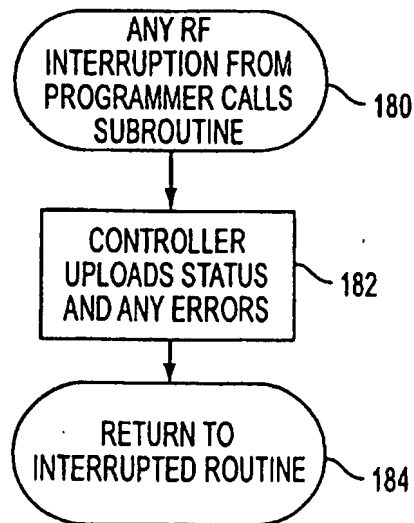 ANY RF
INTERRUPTION FROM
PROGRAMMER CALLS
SUBROUTINE
180
CONTROLLER
UPLOADS STATUS
AND ANY ERRORS
182
RETURN TO
INTERRUPTED ROUTINE
184